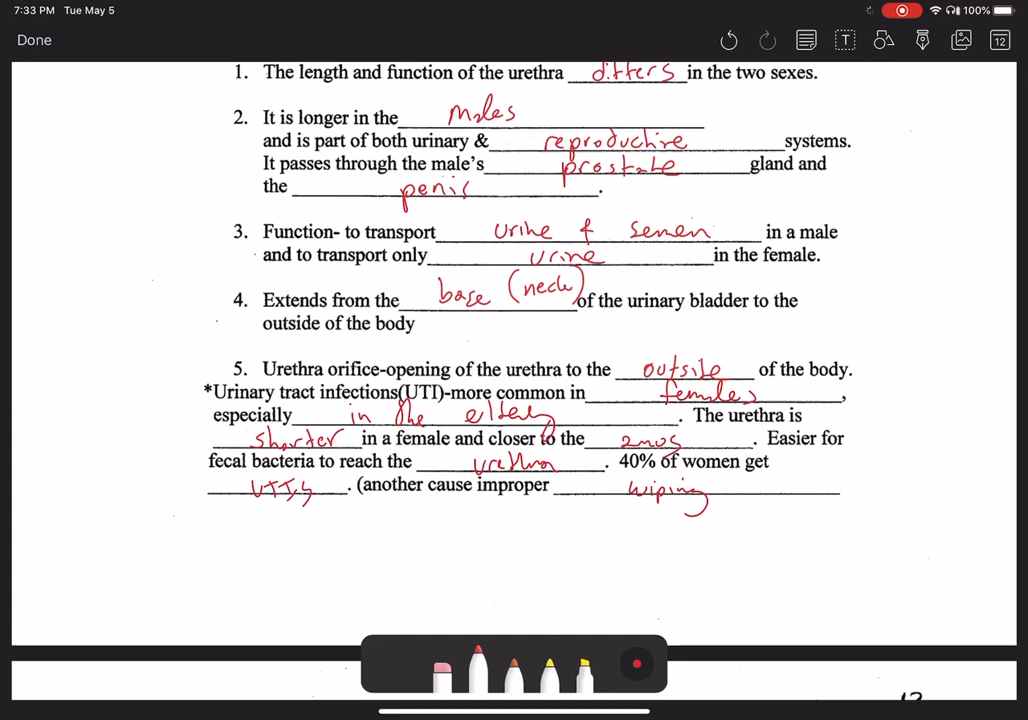 7:33 PM Tue May 5 100%
Done 12
1. The length and function of the urethra differs in the two sexes.
2. It is longer in the males
and is part of both urinary & reproductive systems.
It passes through the male's prostate gland and
the penis.
3. Function- to transport urine & semen in a male
and to transport only urine in the female.
4. Extends from the base (neck) of the urinary bladder to the
outside of the body
5. Urethra orifice-opening of the urethra to the outside of the body.
*Urinary tract infections(UTI)-more common in females,
especially in the elderly. The urethra is
shorter in a female and closer to the anus. Easier for
fecal bacteria to reach the urethra. 40% of women get
UTIs. (another cause improper wiping